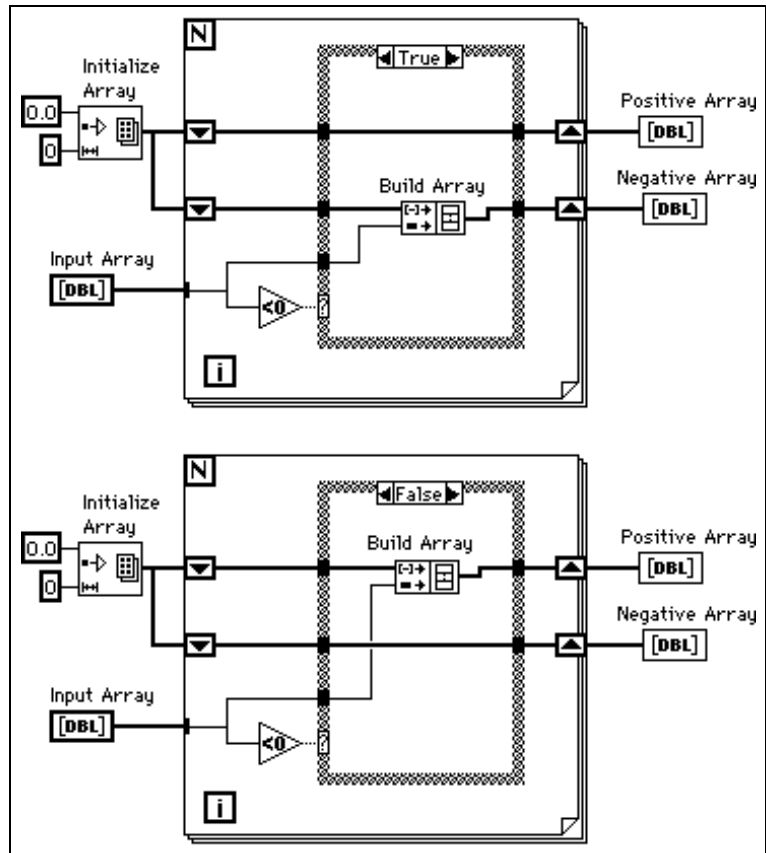 N
True
Initialize
Array
0.0
0
Positive Array
[DBL]
Negative Array
[DBL]
Build Array
Input Array
[DBL]
<0
?
i
N
False
Initialize
Array
0.0
0
Build Array
Positive Array
[DBL]
Negative Array
[DBL]
Input Array
[DBL]
<0
?
i